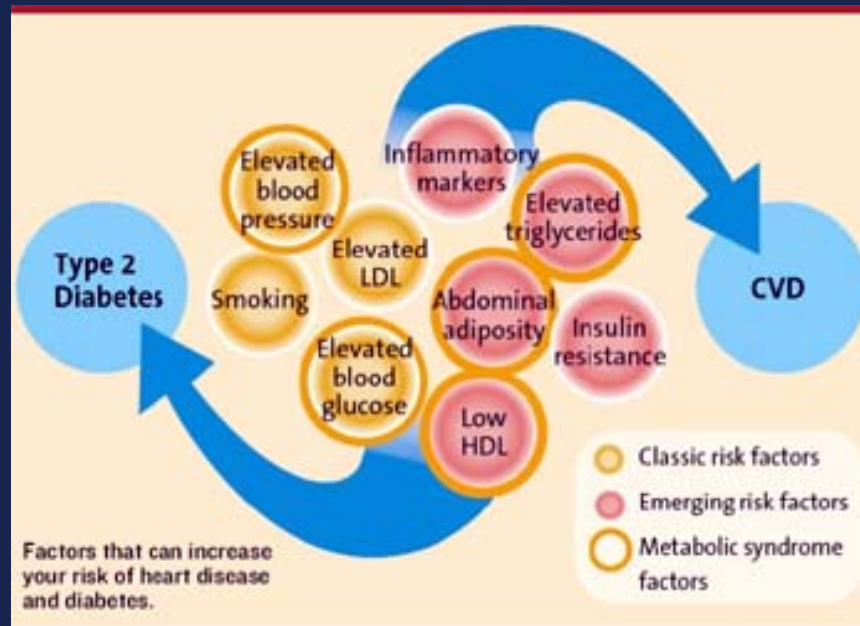 Type 2
Diabetes
Elevated
blood
pressure
Smoking
Elevated
LDL
Elevated
blood
glucose
Inflammatory
markers
Elevated
triglycerides
Abdominal
adiposity
Insulin
resistance
Low
HDL
CVD
Classic risk factors
Emerging risk factors
Metabolic syndrome
factors
Factors that can increase
your risk of heart disease
and diabetes.